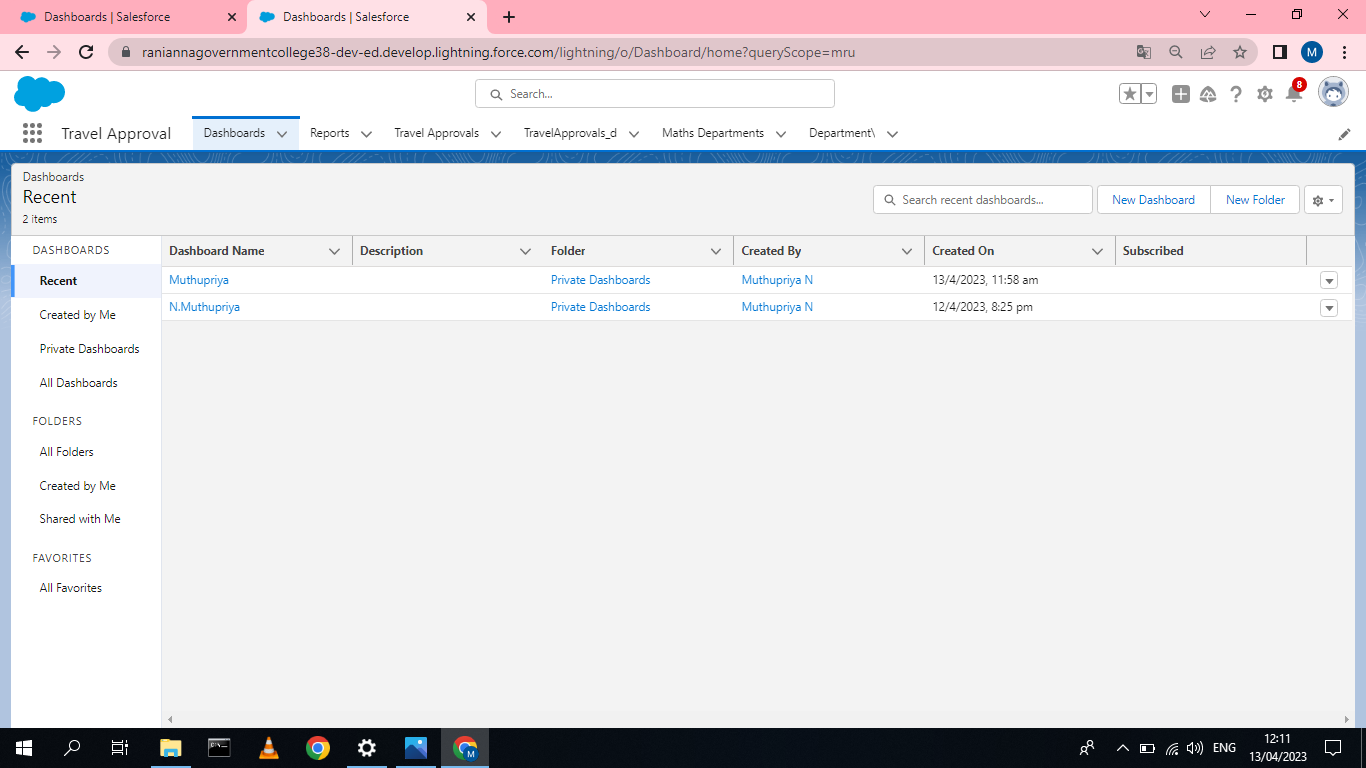 Dashboards | Salesforce
Dashboards | Salesforce
raniannagovernmentcollege38-dev-ed.develop.lightning.force.com/lightning/o/Dashboard/home?queryScope=mru
M
Search...
8
Travel Approval
Dashboards
Reports
Travel Approvals
TravelApprovals_d
Maths Departments
Department\
Dashboards
Recent
2 items
Search recent dashboards...
New Dashboard
New Folder
DASHBOARDS
Recent
Created by Me
Private Dashboards
All Dashboards
FOLDERS
All Folders
Created by Me
Shared with Me
FAVORITES
All Favorites
Dashboard Name Description Folder Created By Created On Subscribed
Muthupriya Private Dashboards Muthupriya N 13/4/2023, 11:58 am
N.Muthupriya Private Dashboards Muthupriya N 12/4/2023, 8:25 pm
M
ENG
12:11
13/04/2023